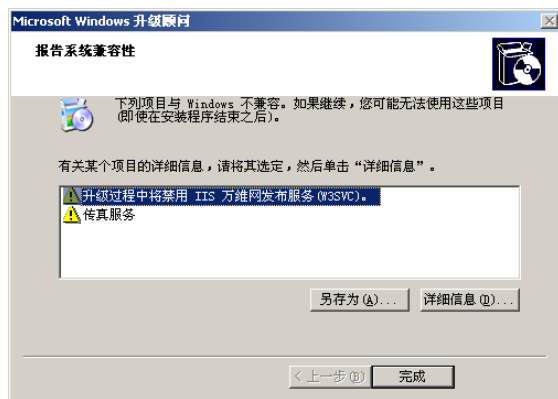 Microsoft Windows 升级顾问
报告系统兼容性
下列项目与 Windows 不兼容。如果继续，您可能无法使用这些项目
(即使在安装程序结束之后)。
有关某个项目的详细信息，请将其选定，然后单击“详细信息”。
升级过程中将禁用 IIS 万维网发布服务(W3SVC)。
传真服务
另存为(A)... 详细信息(D)...
< 上一步(B) 完成